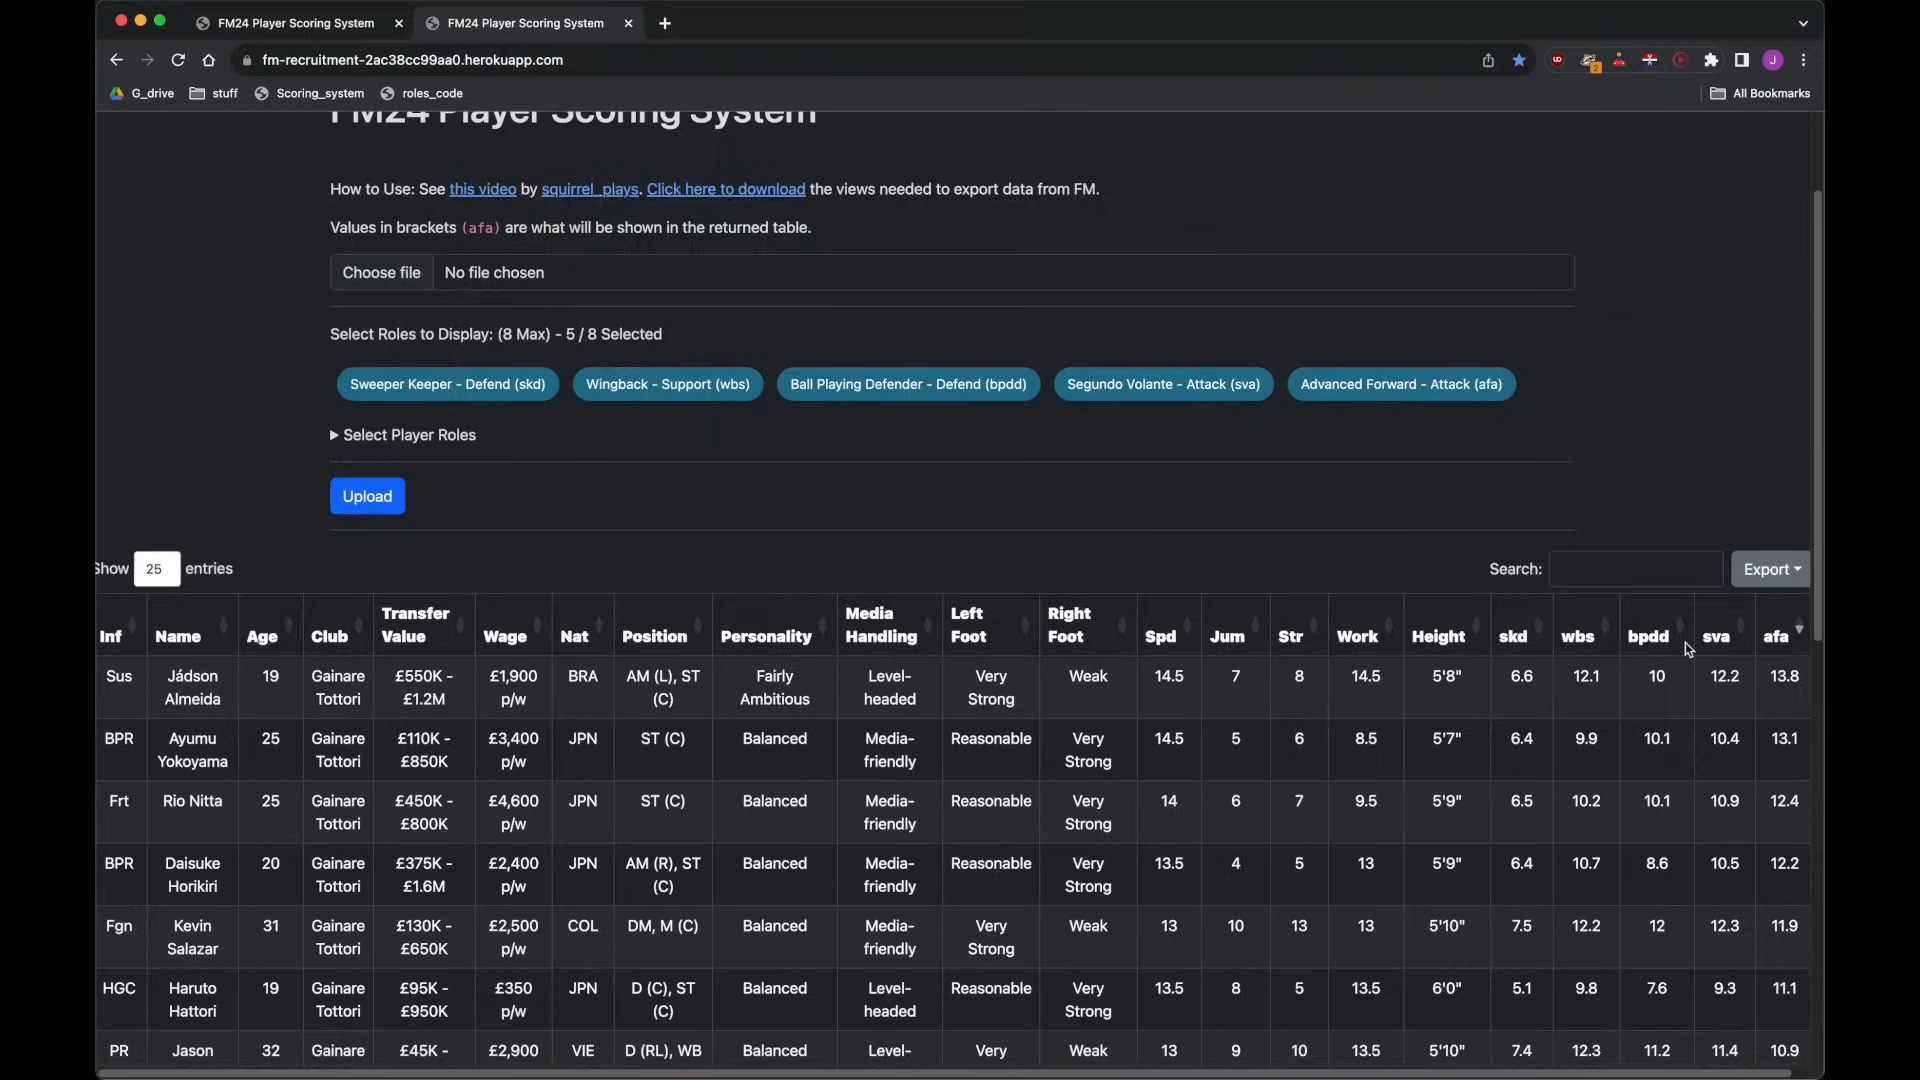 FM24 Player Scoring System
FM24 Player Scoring System
fm-recruitment-2ac38cc99aa0.herokuapp.com
2
J
G_drive stuff Scoring_system roles_code All Bookmarks
FM24 Player Scoring System
How to Use: See this video by squirrel_plays. Click here to download the views needed to export data from FM.
Values in brackets (afa) are what will be shown in the returned table.
Choose file No file chosen
Select Roles to Display: (8 Max) - 5 / 8 Selected
Sweeper Keeper - Defend (skd) Wingback - Support (wbs) Ball Playing Defender - Defend (bpdd) Segundo Volante - Attack (sva) Advanced Forward - Attack (afa)
Select Player Roles
Upload
Show 25 entries Search: Export
Inf Name Age Club Transfer Value Wage Nat Position Personality Media Handling Left Foot Right Foot Spd Jum Str Work Height skd wbs bpdd sva afa
Sus Jádson Almeida 19 Gainare Tottori £550K - £1.2M £1,900 p/w BRA AM (L), ST (C) Fairly Ambitious Level-headed Very Strong Weak 14.5 7 8 14.5 5'8" 6.6 12.1 10 12.2 13.8
BPR Ayumu Yokoyama 25 Gainare Tottori £110K - £850K £3,400 p/w JPN ST (C) Balanced Media-friendly Reasonable Very Strong 14.5 5 6 8.5 5'7" 6.4 9.9 10.1 10.4 13.1
Frt Rio Nitta 25 Gainare Tottori £450K - £800K £4,600 p/w JPN ST (C) Balanced Media-friendly Reasonable Very Strong 14 6 7 9.5 5'9" 6.5 10.2 10.1 10.9 12.4
BPR Daisuke Horikiri 20 Gainare Tottori £375K - £1.6M £2,400 p/w JPN AM (R), ST (C) Balanced Media-friendly Reasonable Very Strong 13.5 4 5 13 5'9" 6.4 10.7 8.6 10.5 12.2
Fgn Kevin Salazar 31 Gainare Tottori £130K - £650K £2,500 p/w COL DM, M (C) Balanced Media-friendly Very Strong Weak 13 10 13 13 5'10" 7.5 12.2 12 12.3 11.9
HGC Haruto Hattori 19 Gainare Tottori £95K - £950K £350 p/w JPN D (C), ST (C) Balanced Level-headed Reasonable Very Strong 13.5 8 5 13.5 6'0" 5.1 9.8 7.6 9.3 11.1
PR Jason 32 Gainare £45K - £2,900 VIE D (RL), WB Balanced Level- Very Weak 13 9 10 13.5 5'10" 7.4 12.3 11.2 11.4 10.9